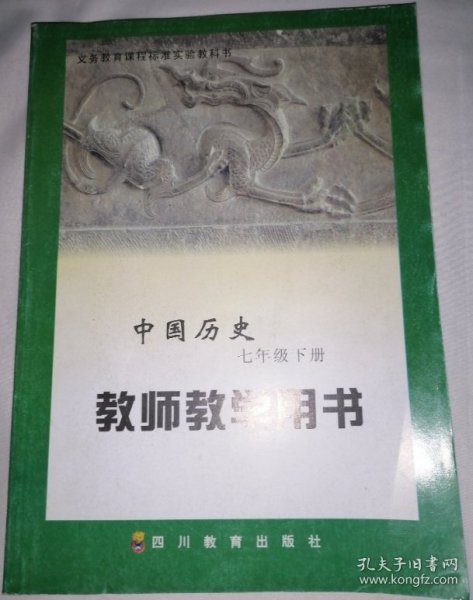 义务教育课程标准实验教科书
中国历史
七年级下册
教师教学用书
四川教育出版社
孔夫子旧书网
www.kongfz.com